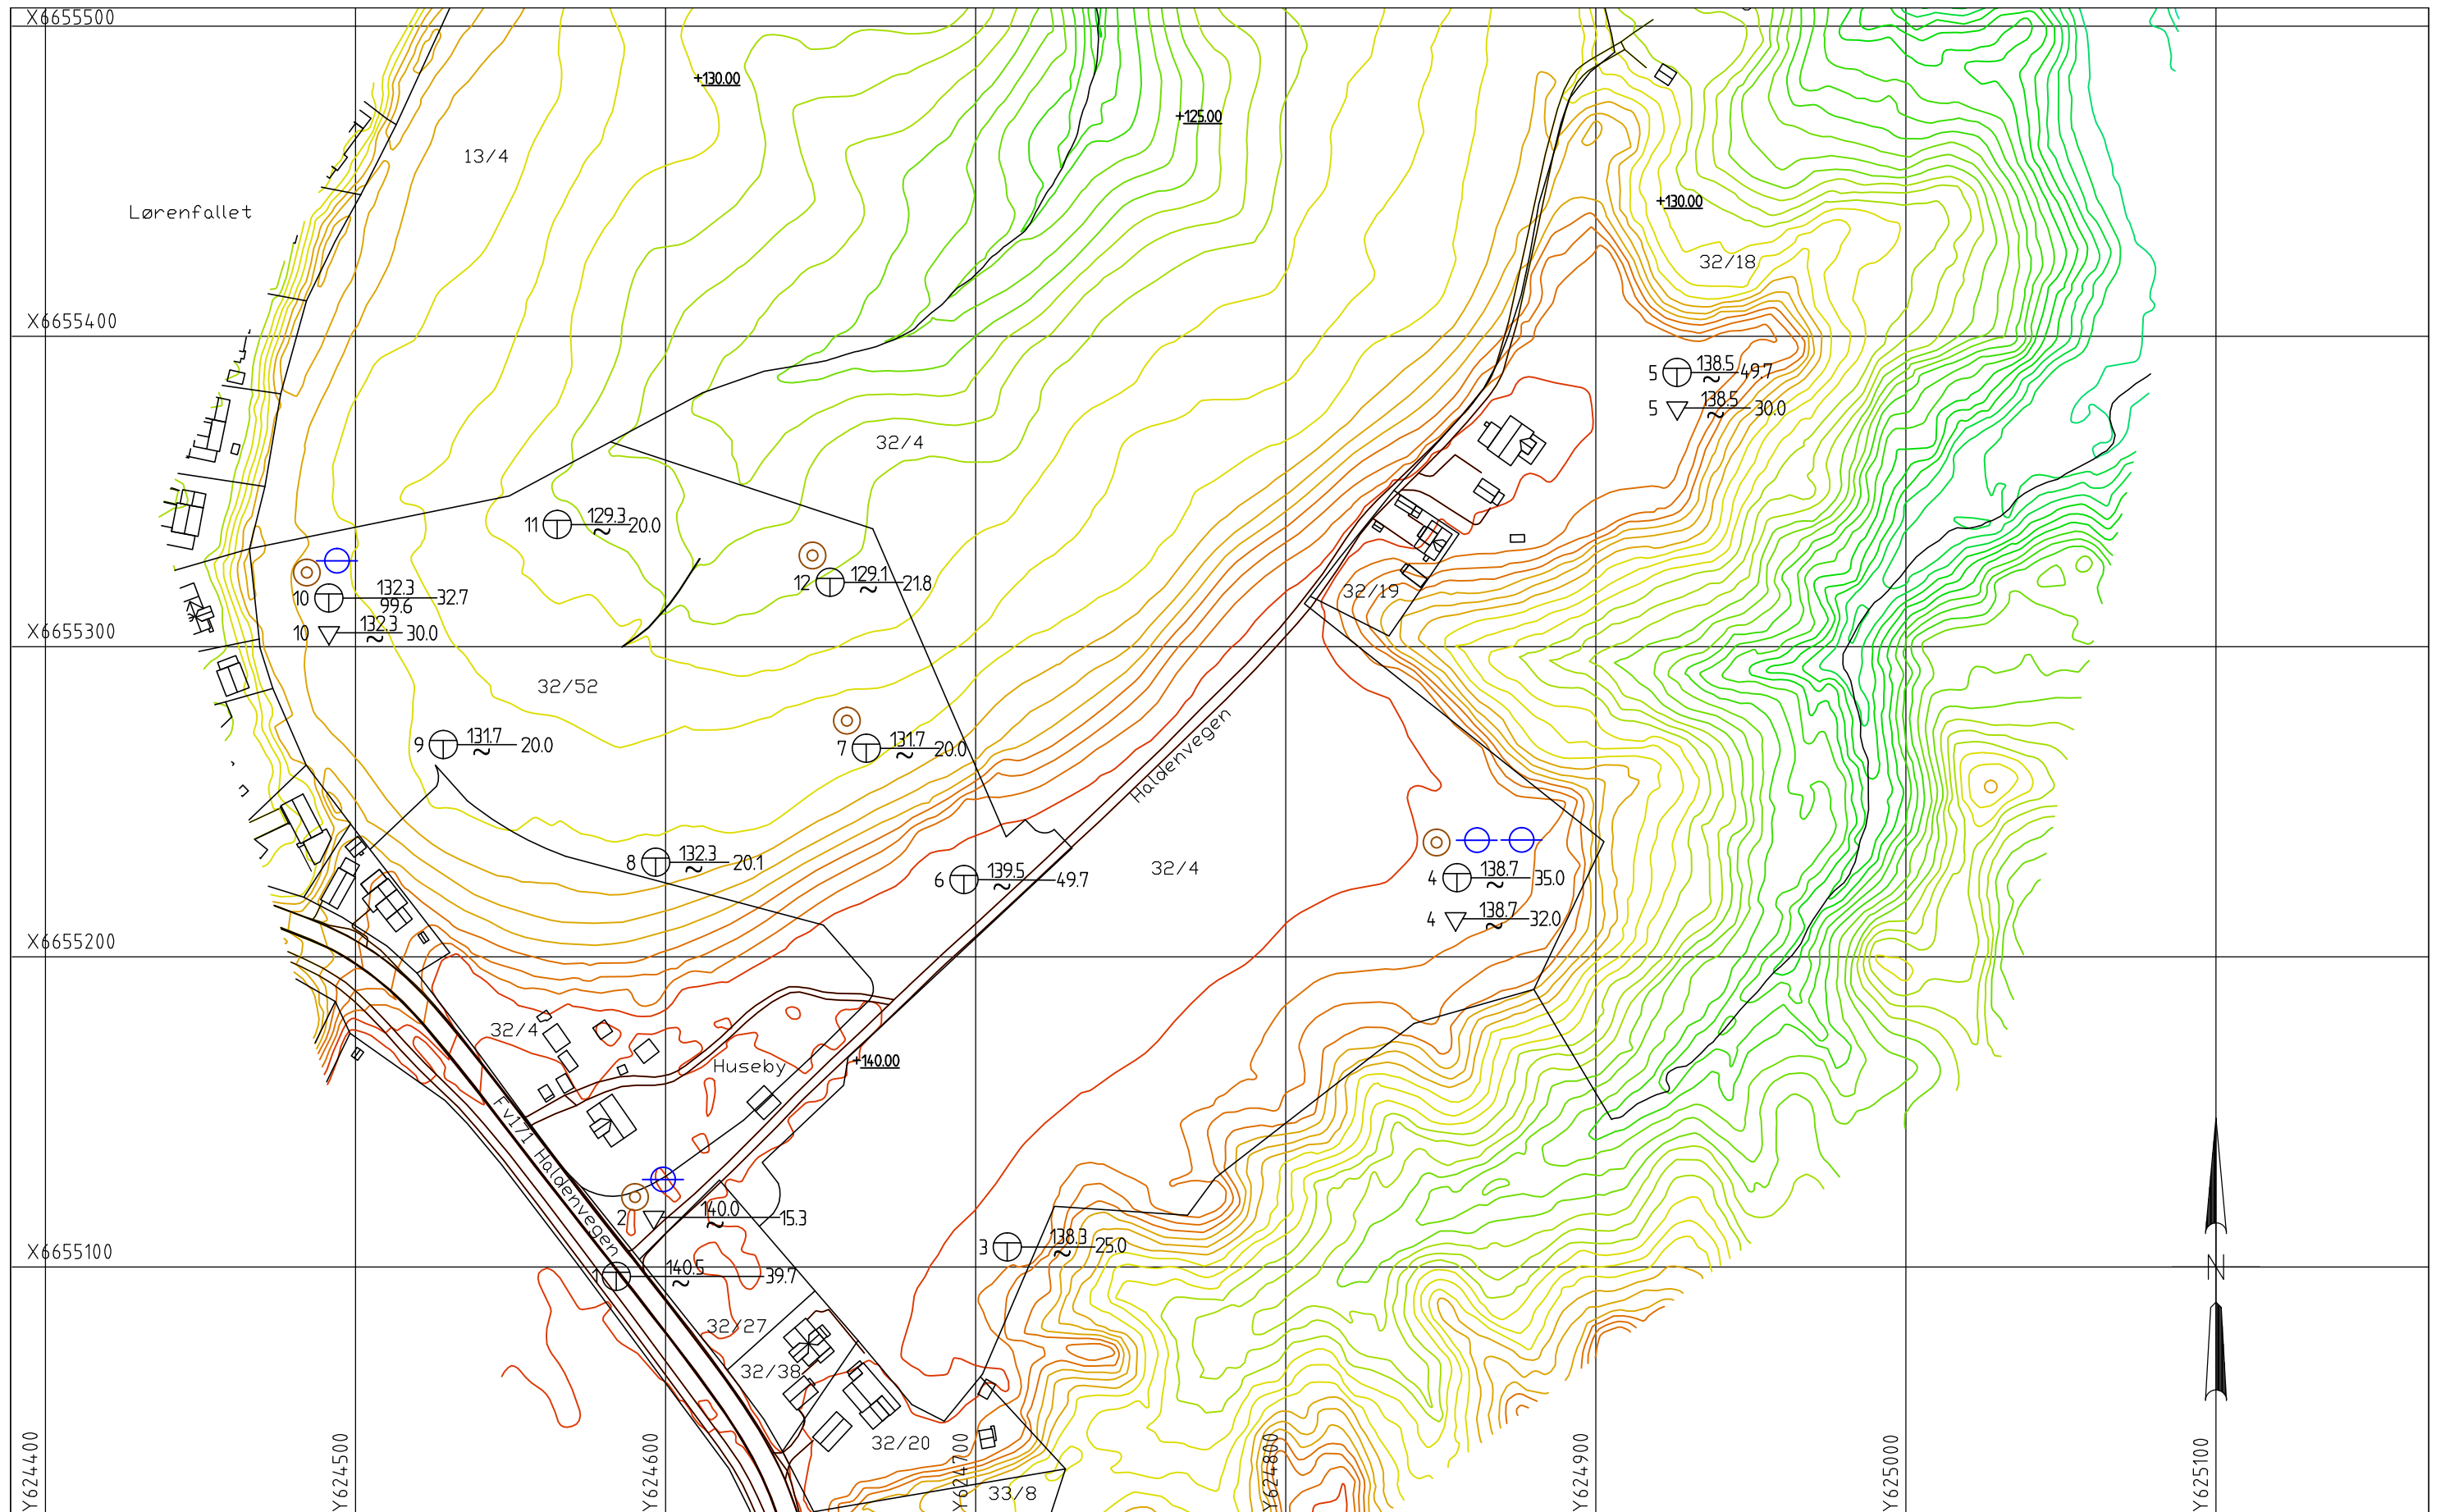 X6655500
+130.00
+125.00
13/4
+130.00
Lørenfallet
32/18
X6655400
5 138.5 ~ 49.7
5 138.5 ~ 30.0
32/4
11 129.3 ~ 20.0
12 129.1 ~ 21.8
32/19
10 132.3 99.6 32.7
10 132.3 ~ 30.0
X6655300
32/52
9 131.7 ~ 20.0
7 131.7 ~ 20.0
Haldenvegen
8 132.3 ~ 20.1
32/4
6 139.5 ~ 49.7
4 138.7 ~ 35.0
4 138.7 ~ 32.0
X6655200
32/4
Huseby
+140.00
Fv171 Haldenvegen
2 140.0 ~ 15.3
3 138.3 ~ 25.0
X6655100
N
1 140.5 ~ 39.7
32/27
32/38
32/20
33/8
Y624400
Y624500
Y624600
Y624700
Y624800
Y624900
Y625000
Y625100